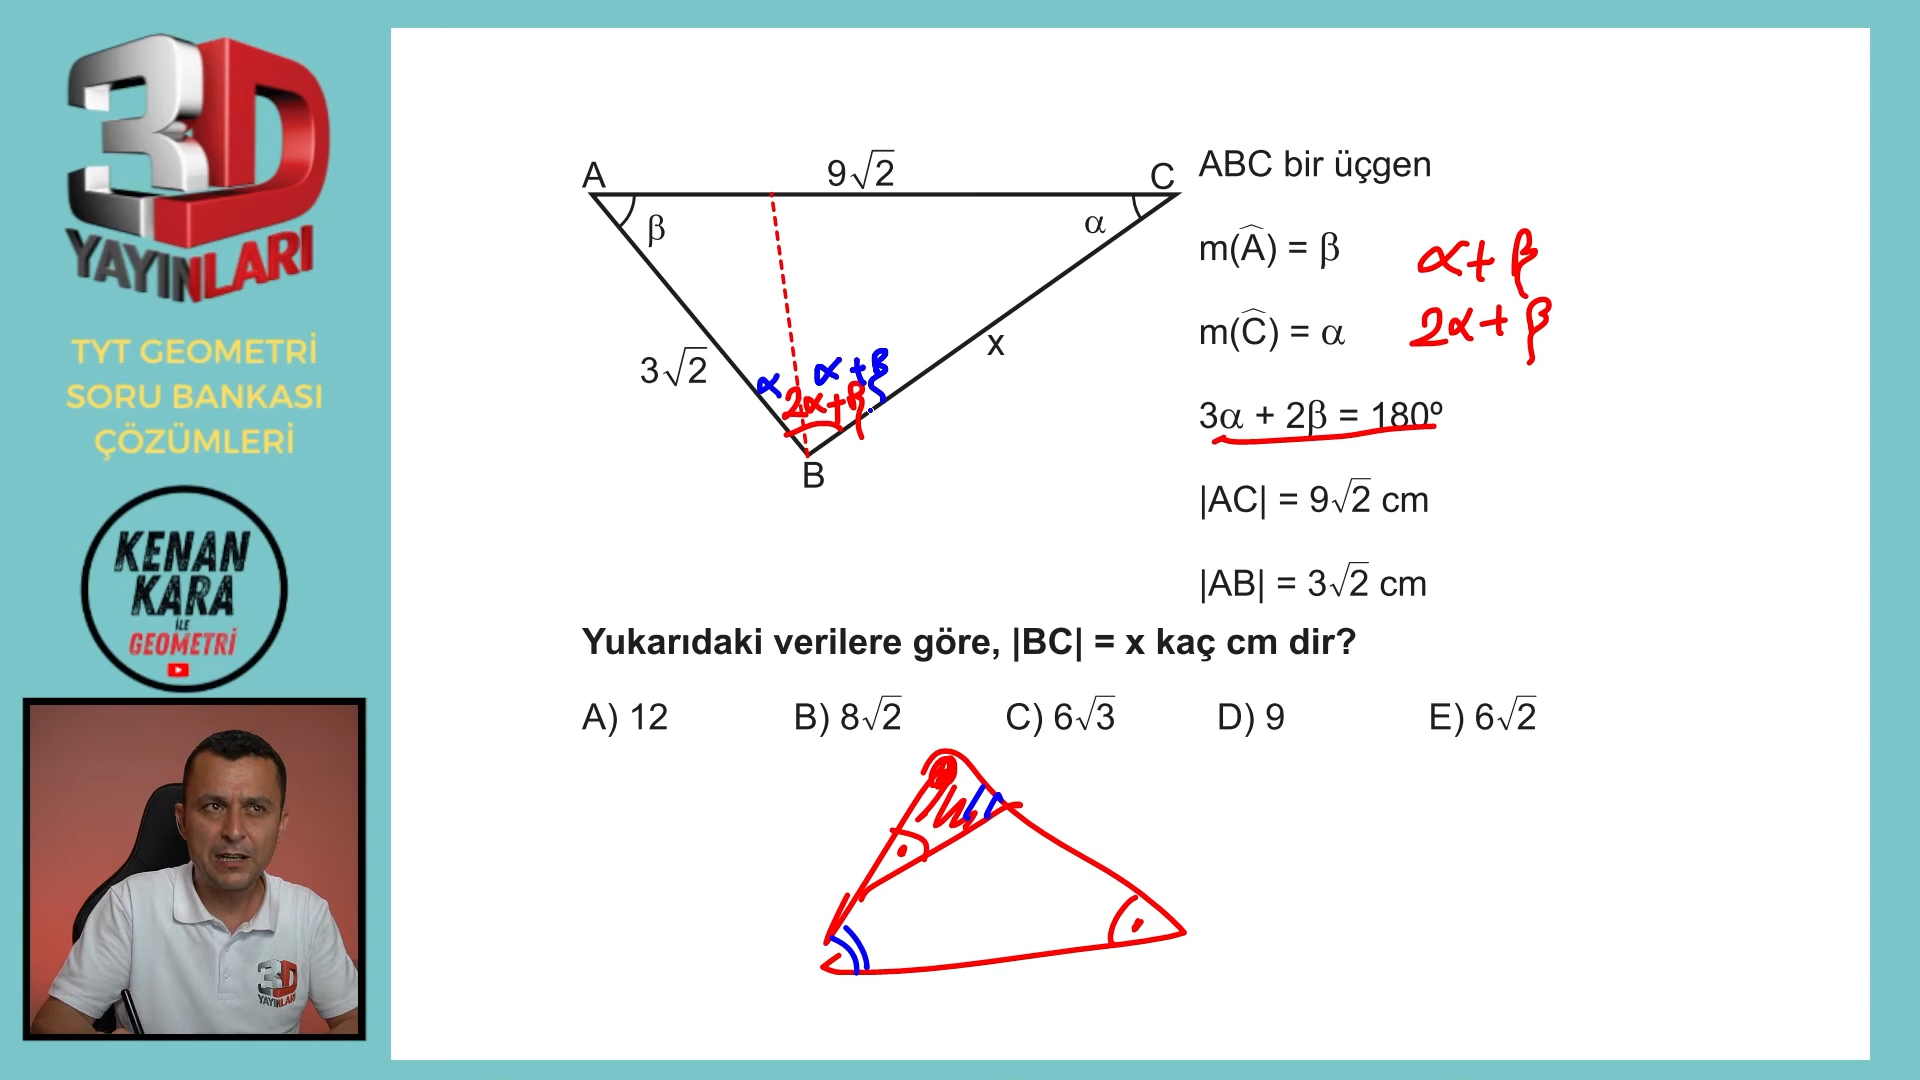 3D
YAYINLARI
TYT GEOMETRİ
SORU BANKASI
ÇÖZÜMLERİ
KENAN
KARA
İLE
GEOMETRİ
3D
YAYINLARI
A
9√2
C
β
α
3√2
x
α
α+β
2α+β
B
ABC bir üçgen
m(Â) = β
m(Ĉ) = α
3α + 2β = 180º
|AC| = 9√2 cm
|AB| = 3√2 cm
α+β
2α+β
Yukarıdaki verilere göre, |BC| = x kaç cm dir?
A) 12 B) 8√2 C) 6√3 D) 9 E) 6√2